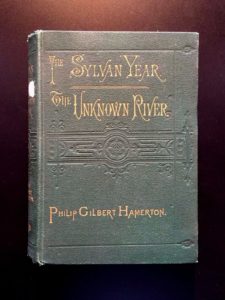 The Sylvan Year
The Unknown River.
Philip Gilbert Hamerton.